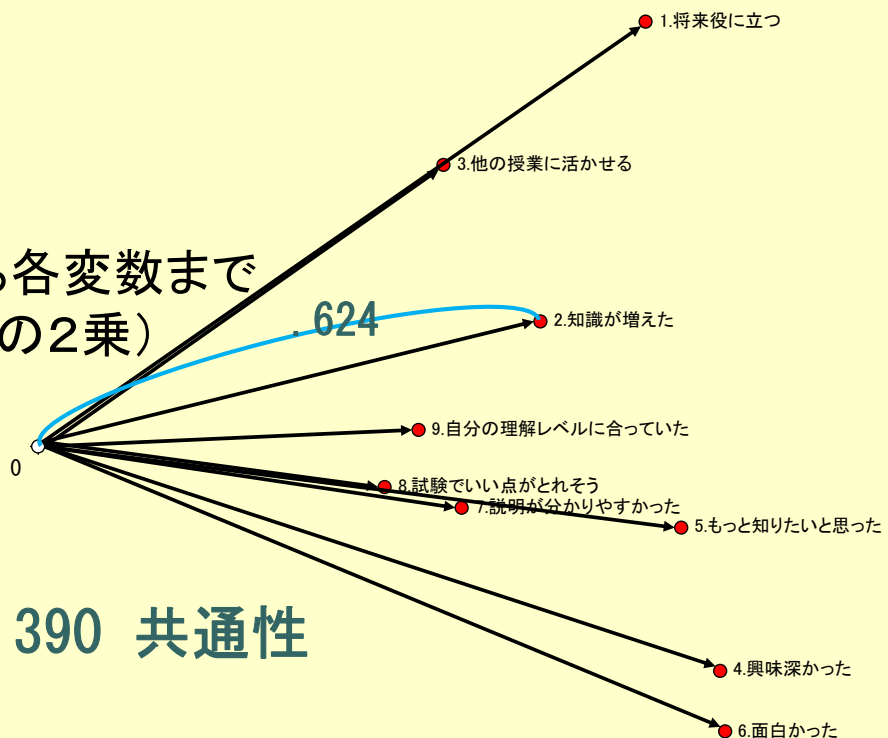 1.将来役に立つ
3.他の授業に活かせる
各変数まで
の2乗）
.624
2.知識が増えた
9.自分の理解レベルに合っていた
0
8.試験でいい点がとれそう
7.説明が分かりやすかった
5.もっと知りたいと思った
390 共通性
4.興味深かった
6.面白かった